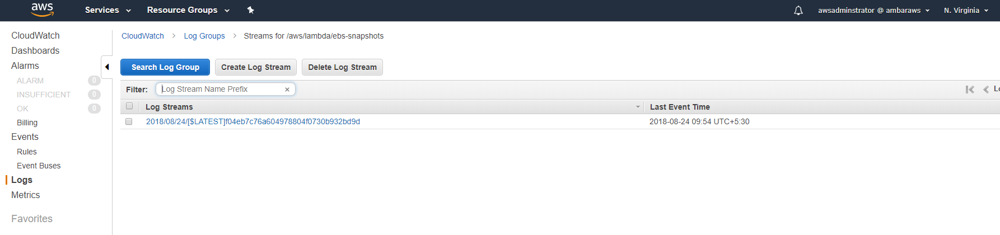 aws Services Resource Groups awsadminstrator @ ambaraws N. Virginia
CloudWatch
Dashboards
Alarms
ALARM 0
INSUFFICIENT 0
OK 0
Billing
Events
Rules
Event Buses
Logs
Metrics
Favorites
CloudWatch Log Groups Streams for /aws/lambda/ebs-snapshots
Search Log Group Create Log Stream Delete Log Stream
Filter: Log Stream Name Prefix ×
Log Streams Last Event Time
2018/08/24/[$LATEST]f04eb7c76a604978804f0730b932bd9d 2018-08-24 09:54 UTC+5:30